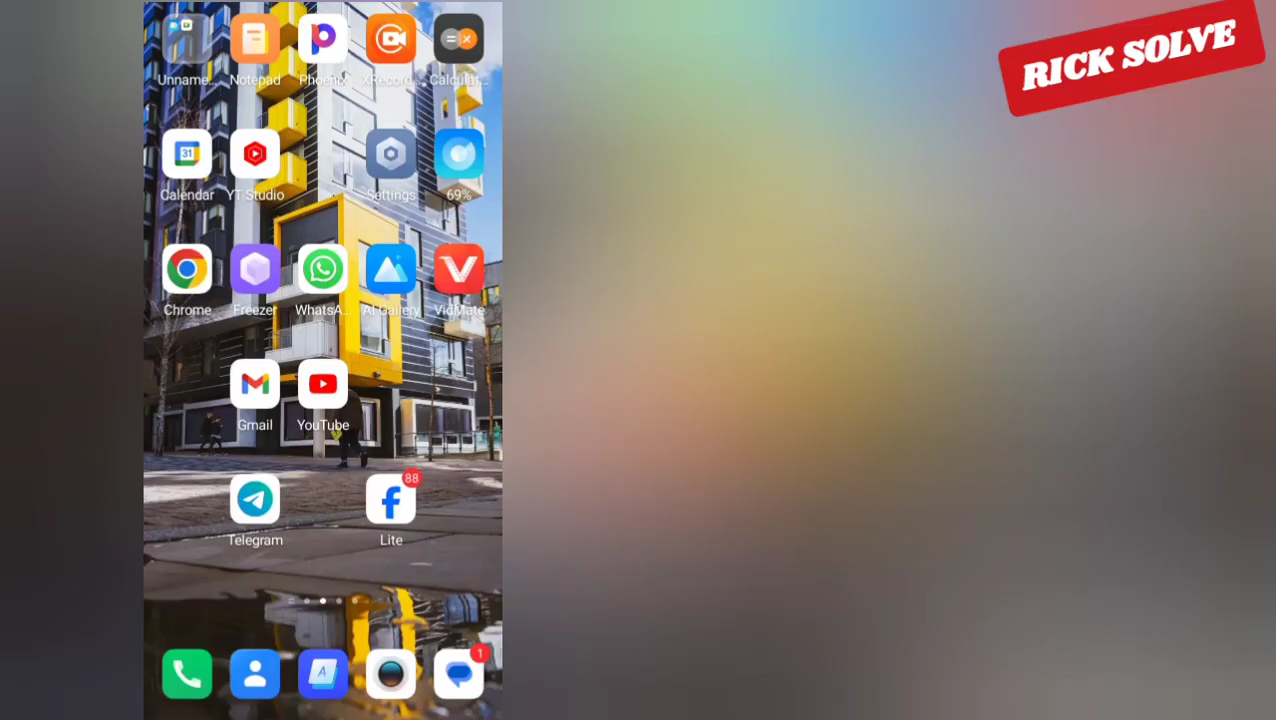 RICK SOLVE
Unname... Notepad Phoenix XRecord... Calculat...
31
Calendar YT Studio Settings 69%
Chrome Freezer WhatsA... AI Gallery VidMate
Gmail YouTube
88
Telegram Lite
1
A